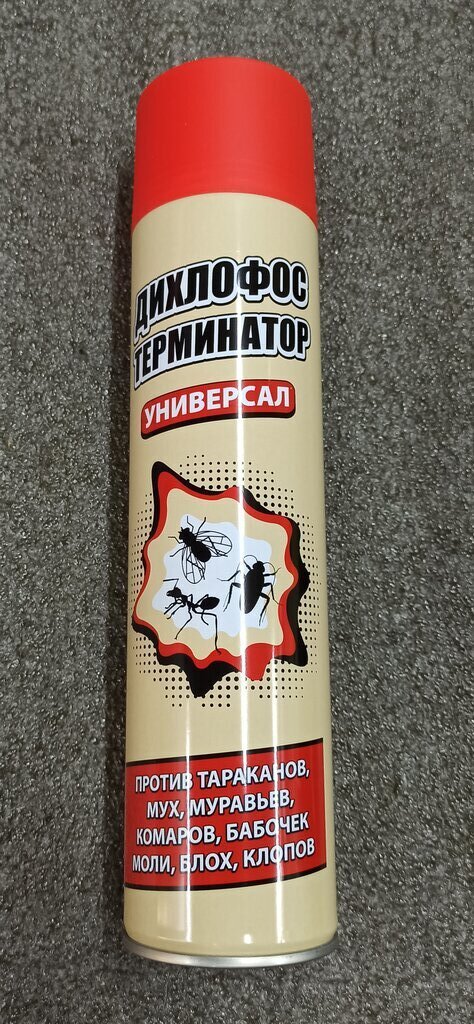 ДИХЛОФОС
ТЕРМИНАТОР
УНИВЕРСАЛ
ПРОТИВ ТАРАКАНОВ,
МУХ, МУРАВЬЕВ,
КОМАРОВ, БАБОЧЕК
МОЛИ, БЛОХ, КЛОПОВ